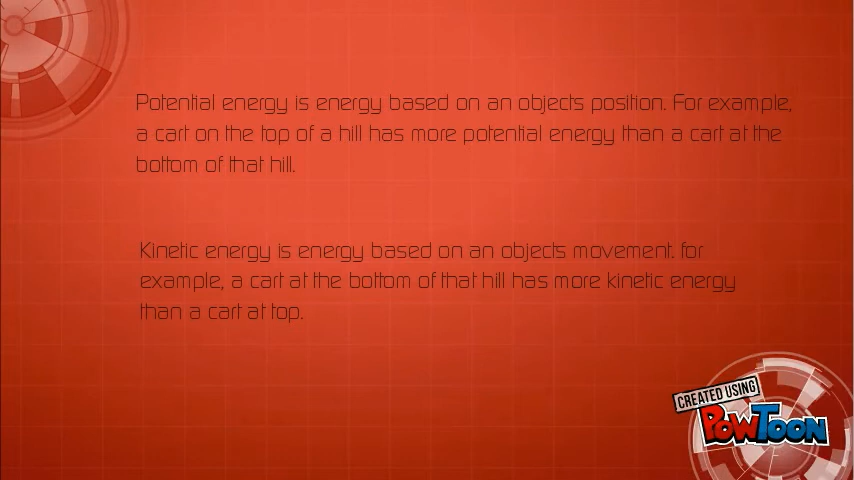 Potential energy is energy based on an objects position. For example,
a cart on the top of a hill has more potential energy than a cart at the
bottom of that hill.
Kinetic energy is energy based on an objects movement. for
example, a cart at the bottom of that hill has more kinetic energy
than a cart at top.
CREATED USING
POWTOON